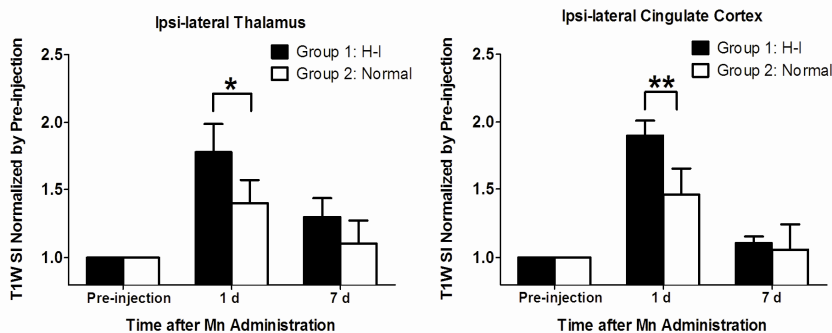 Ipsi-lateral Thalamus
T1W SI Normalized by Pre-injection
2.5
2.0
1.5
1.0
Group 1: H-I
Group 2: Normal
*
Pre-injection 1 d 7 d
Time after Mn Administration
Ipsi-lateral Cingulate Cortex
T1W SI Normalized by Pre-injection
2.5
2.0
1.5
1.0
Group 1: H-I
Group 2: Normal
**
Pre-injection 1 d 7 d
Time after Mn Administration